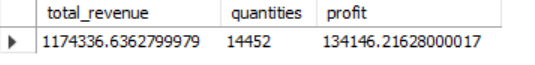 total_revenue quantities profit
1174336.6362799979 14452 134146.21628000017